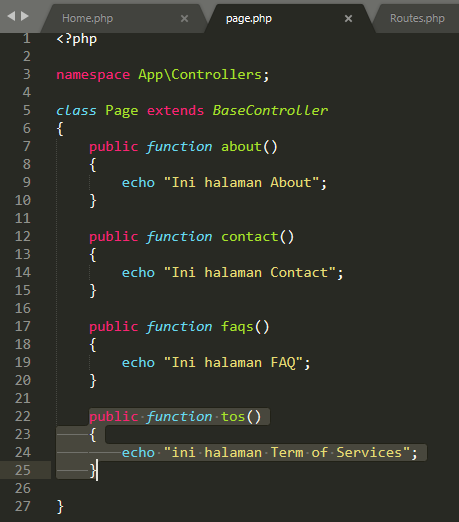 Home.php × page.php × Routes.php
1 <?php
2
3 namespace App\Controllers;
4
5 class Page extends BaseController
6 {
7 public function about()
8 {
9 echo "Ini halaman About";
10 }
11
12 public function contact()
13 {
14 echo "Ini halaman Contact";
15 }
16
17 public function faqs()
18 {
19 echo "Ini halaman FAQ";
20 }
21
22 public function tos()
23 {
24 echo "ini halaman Term of Services";
25 }
26
27 }